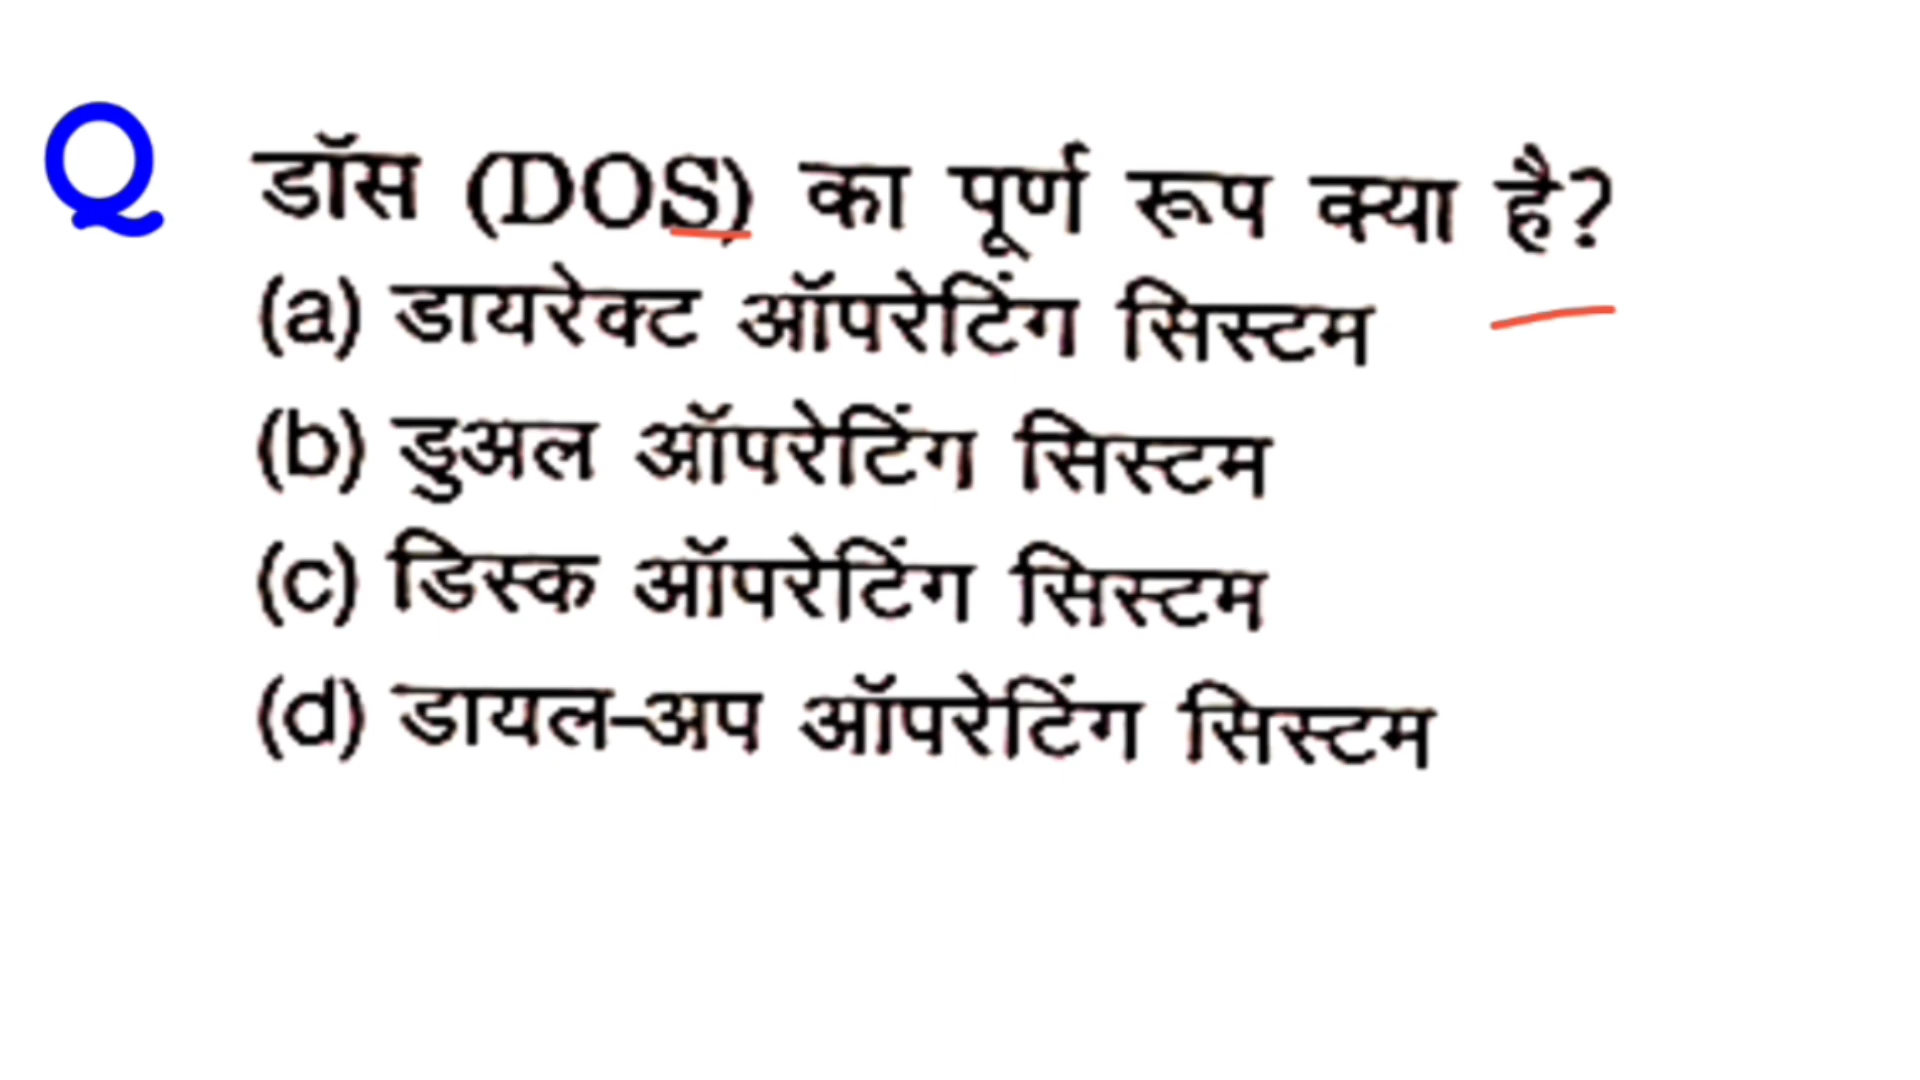 Q डॉस (DOS) का पूर्ण रूप क्या है?
(a) डायरेक्ट ऑपरेटिंग सिस्टम
(b) डुअल ऑपरेटिंग सिस्टम
(c) डिस्क ऑपरेटिंग सिस्टम
(d) डायल-अप ऑपरेटिंग सिस्टम